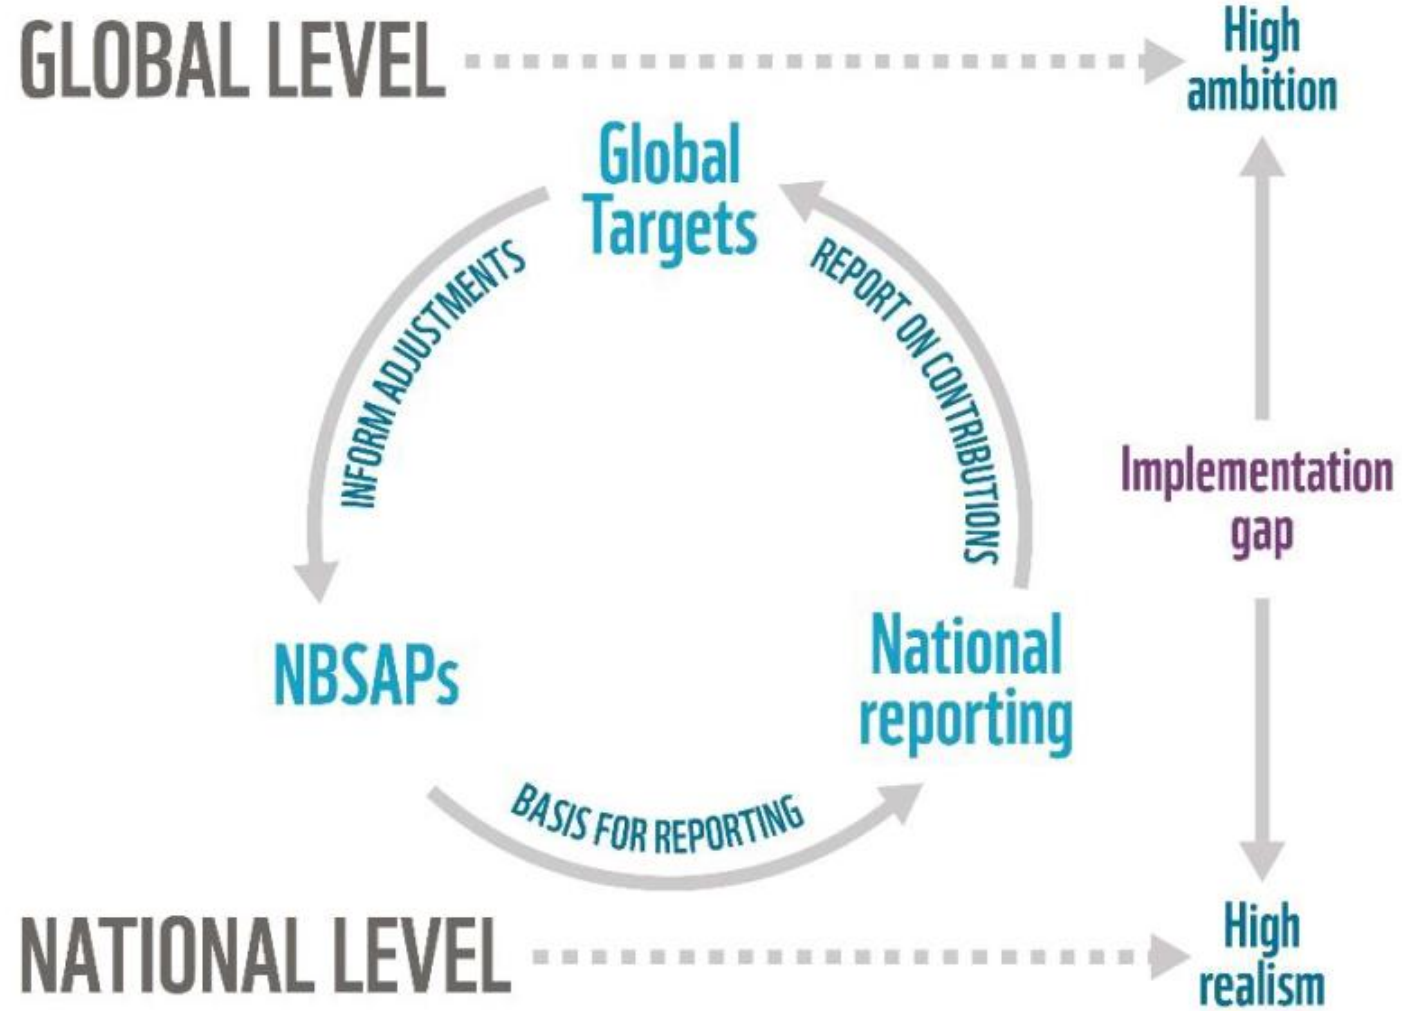 GLOBAL LEVEL
High
ambition
Global
Targets
INFORM ADJUSTMENTS
REPORT ON CONTRIBUTIONS
Implementation
gap
NBSAPs
National
reporting
BASIS FOR REPORTING
NATIONAL LEVEL
High
realism